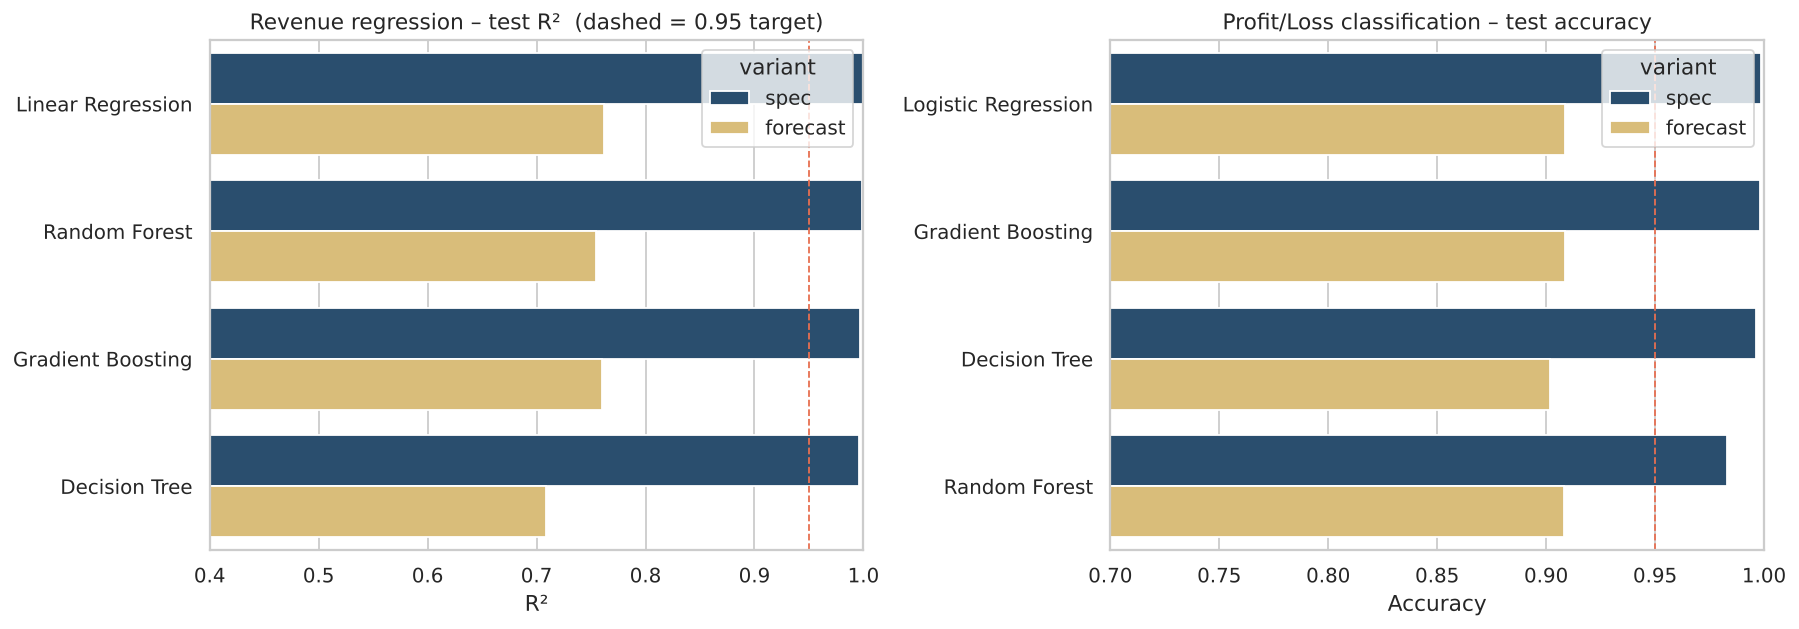 Revenue regression – test R² (dashed = 0.95 target)
variant
spec
forecast
Linear Regression
Random Forest
Gradient Boosting
Decision Tree
0.4 0.5 0.6 0.7 0.8 0.9 1.0
R²
Profit/Loss classification – test accuracy
variant
spec
forecast
Logistic Regression
Gradient Boosting
Decision Tree
Random Forest
0.70 0.75 0.80 0.85 0.90 0.95 1.00
Accuracy